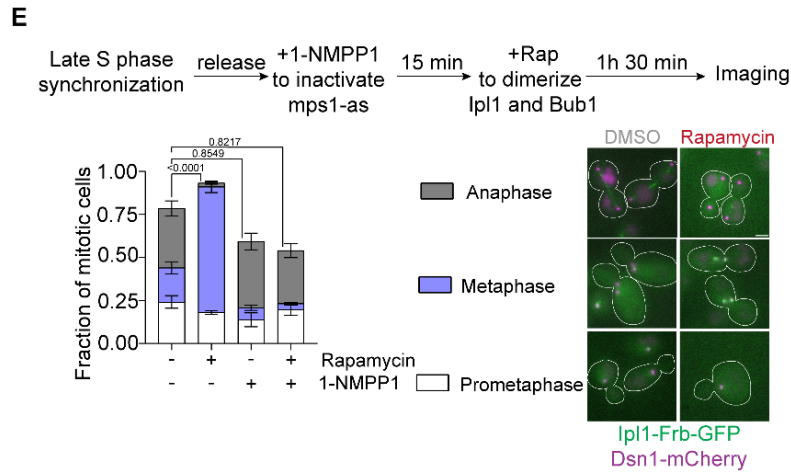 E
Late S phase
synchronization
release
+1-NMPP1
to inactivate
mps1-as
15 min
+Rap
to dimerize
Ipl1 and Bub1
1h 30 min
Imaging
Fraction of mitotic cells
1.00
0.75
0.50
0.25
0.00
0.8217
0.8549
<0.0001
- + - + Rapamycin
- - + + 1-NMPP1
Anaphase
Metaphase
Prometaphase
DMSO Rapamycin
Ipl1-Frb-GFP
Dsn1-mCherry